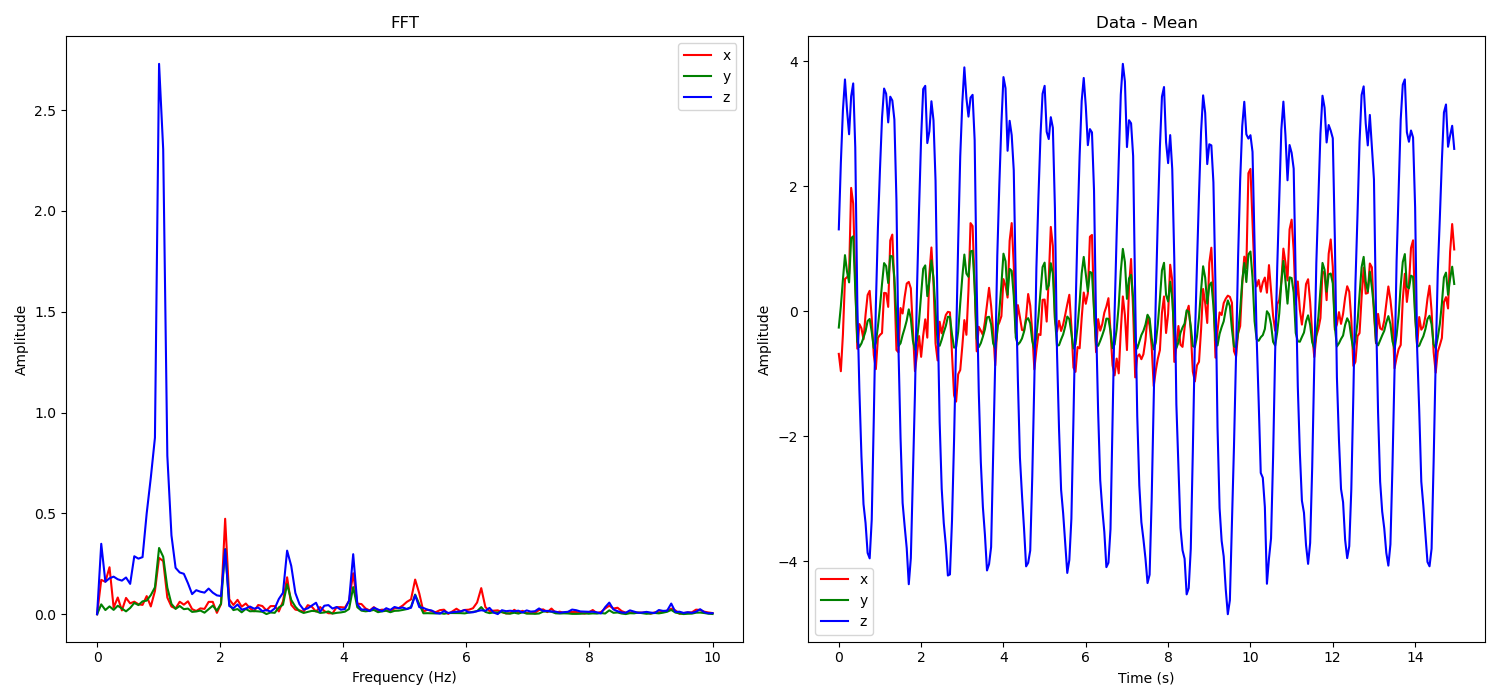 FFT
Amplitude
2.5
2.0
1.5
1.0
0.5
0.0
0 2 4 6 8 10
Frequency (Hz)
x
y
z
Data - Mean
Amplitude
4
2
0
−2
−4
0 2 4 6 8 10 12 14
Time (s)
x
y
z